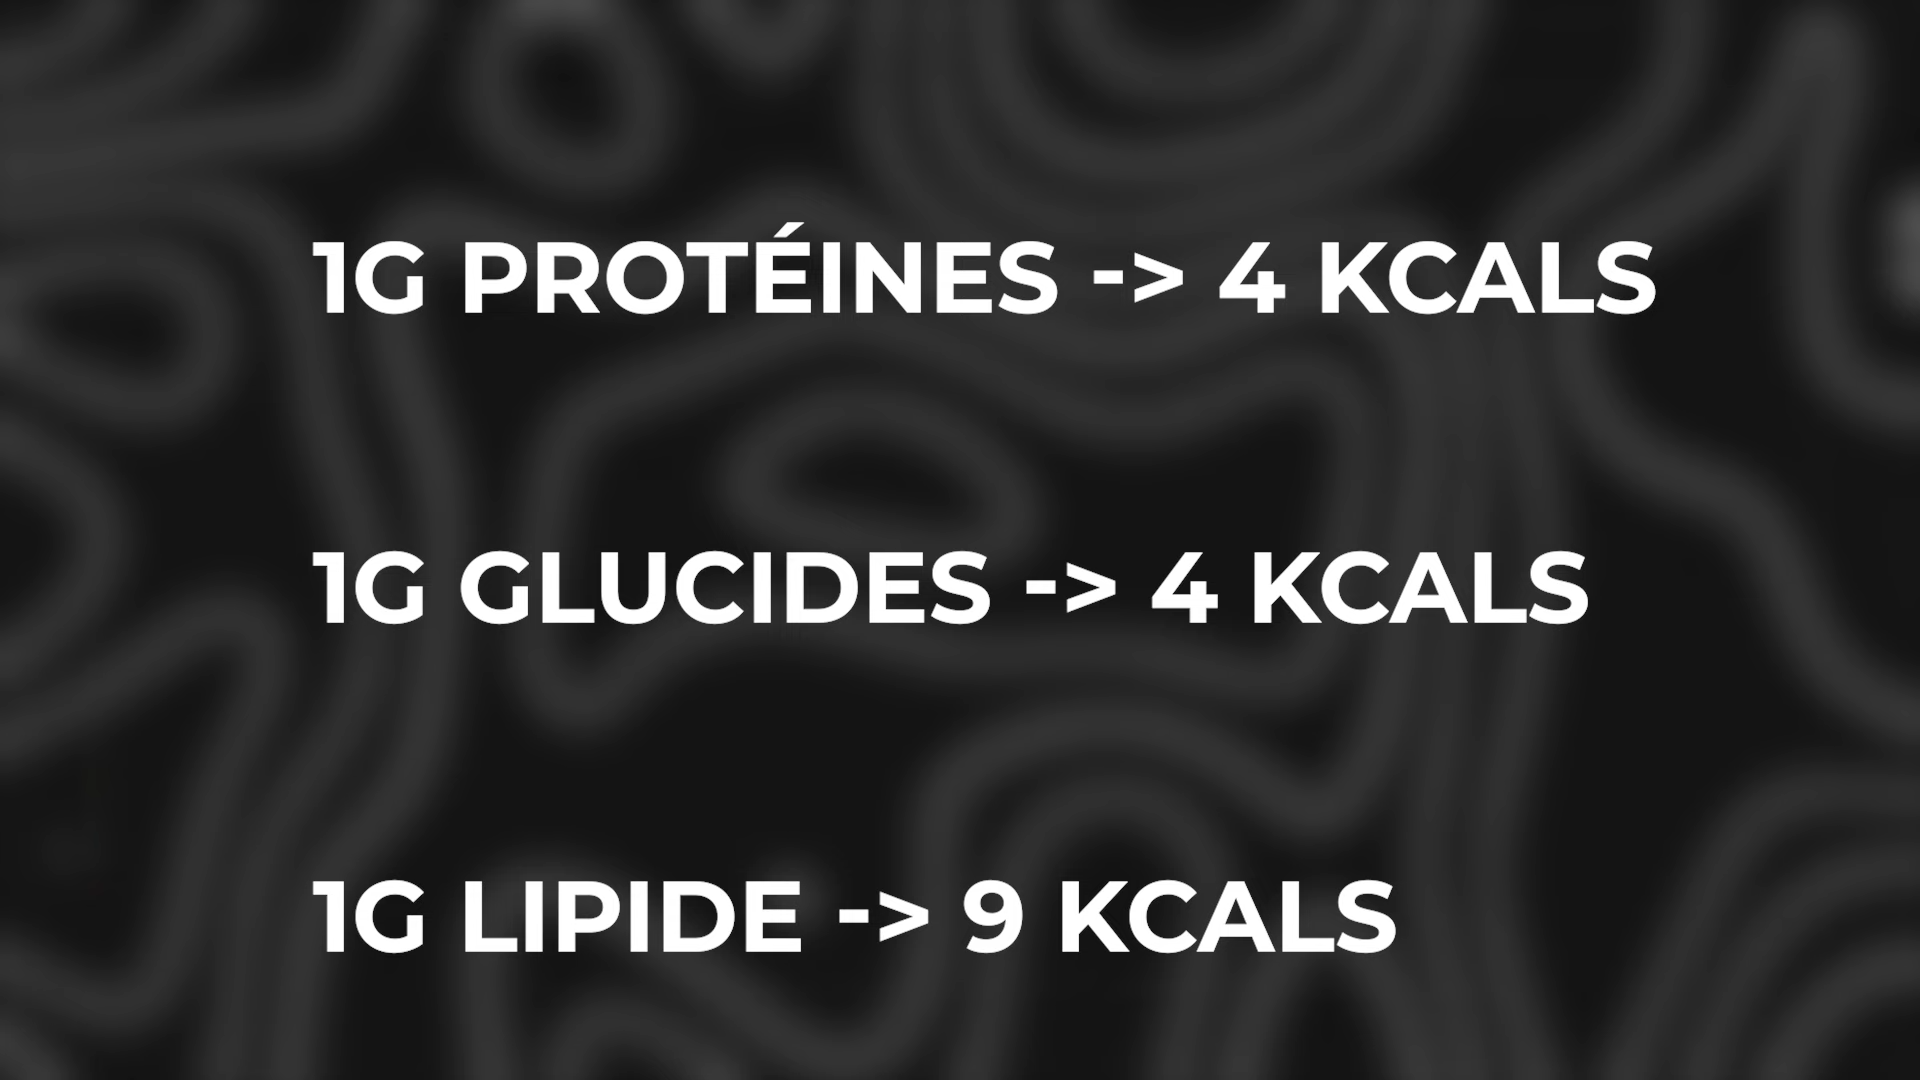 1G PROTÉINES -> 4 KCALS
1G GLUCIDES -> 4 KCALS
1G LIPIDE -> 9 KCALS